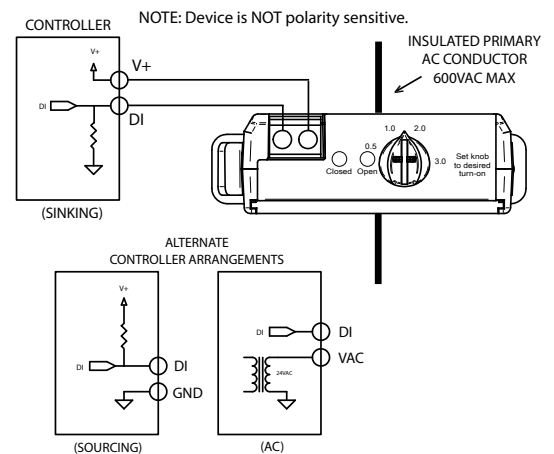 NOTE: Device is NOT polarity sensitive.
CONTROLLER
V+
V+
DI
DI
(SINKING)
INSULATED PRIMARY
AC CONDUCTOR
600VAC MAX
Closed
Open
0.5
1.0
2.0
3.0
Set knob
to desired
turn-on
ALTERNATE
CONTROLLER ARRANGEMENTS
V+
DI
DI
GND
(SOURCING)
DI
DI
VAC
24VAC
(AC)